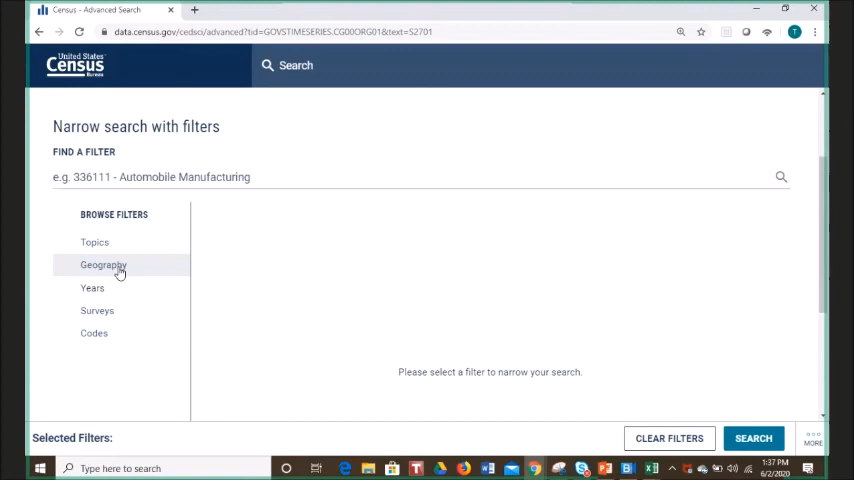 Census - Advanced Search
data.census.gov/cedsci/advanced?tid=GOVSTIMESERIES.CG00ORG01&text=S2701
T
United States®
Census
Bureau
Search
Narrow search with filters
FIND A FILTER
e.g. 336111 - Automobile Manufacturing
BROWSE FILTERS
Topics
Geography
Years
Surveys
Codes
Please select a filter to narrow your search.
Selected Filters:
CLEAR FILTERS
SEARCH
MORE
Type here to search
1:37 PM
6/2/2020